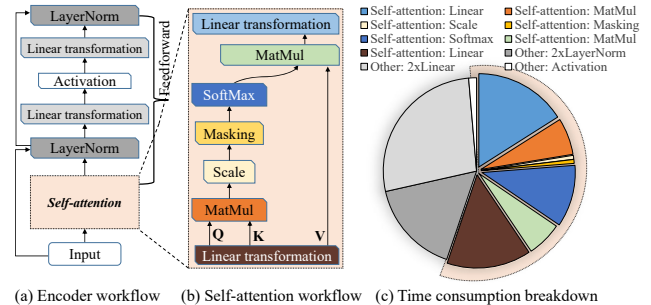 LayerNorm
Linear transformation
Activation
Linear transformation
LayerNorm
Self-attention
Input
Feedforward
(a) Encoder workflow
Linear transformation
MatMul
SoftMax
Masking
Scale
MatMul
Q K V
Linear transformation
(b) Self-attention workflow
Self-attention: Linear Self-attention: MatMul
Self-attention: Scale Self-attention: Masking
Self-attention: Softmax Self-attention: MatMul
Self-attention: Linear Other: 2xLayerNorm
Other: 2xLinear Other: Activation
(c) Time consumption breakdown